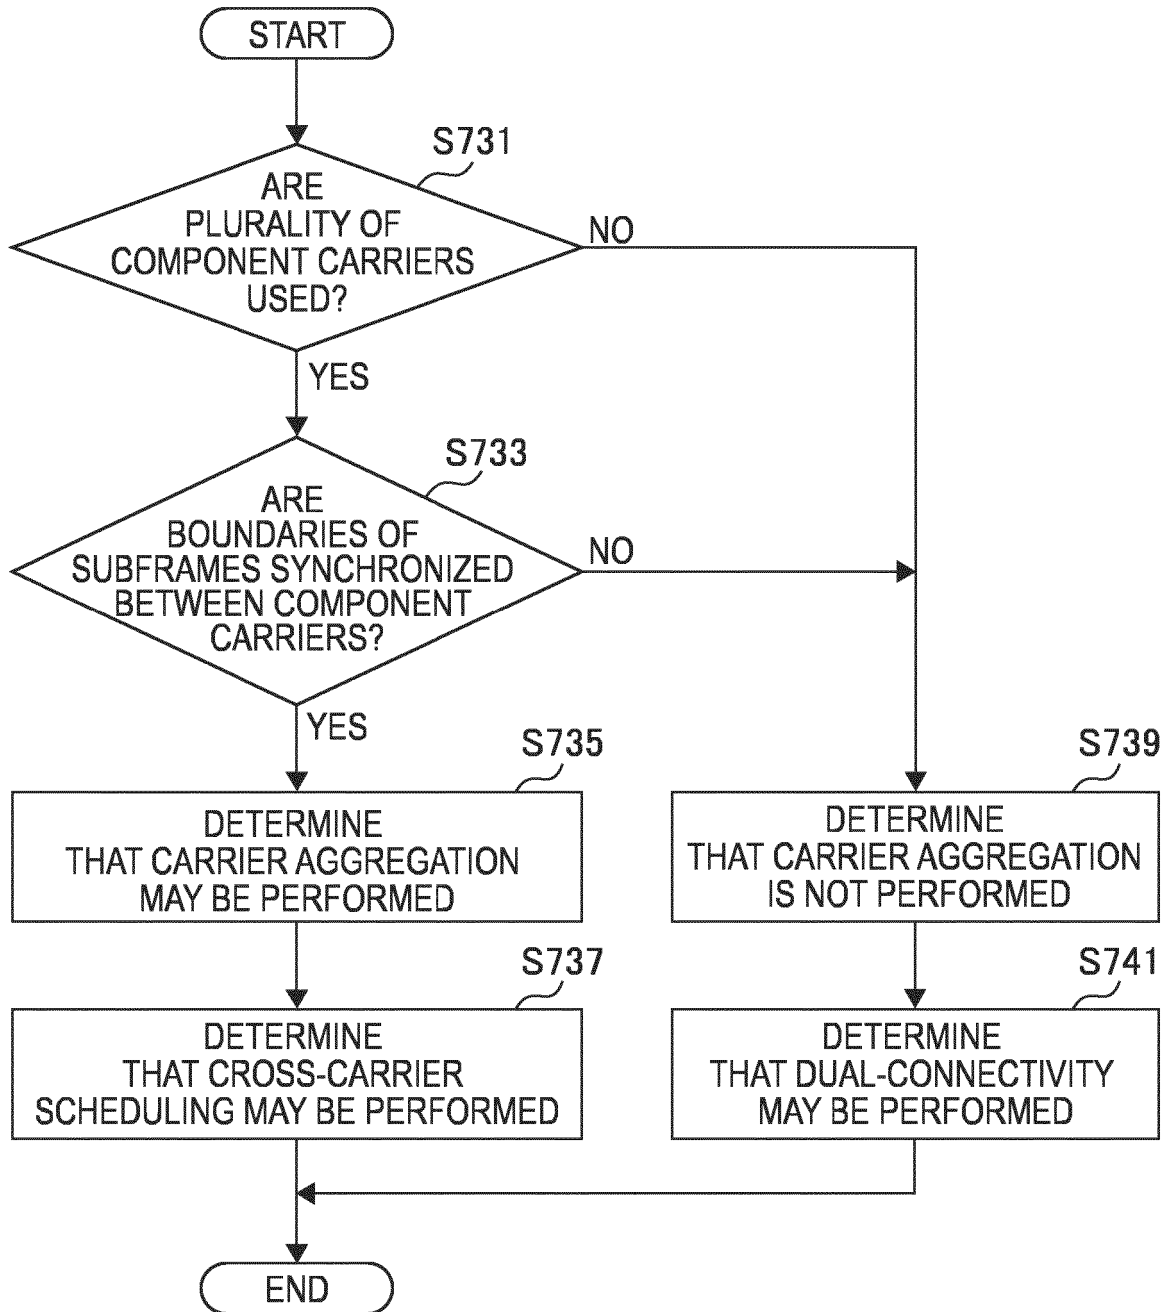 START
S731
ARE
PLURALITY OF
COMPONENT CARRIERS
USED?
NO
YES
S733
ARE
BOUNDARIES OF
SUBFRAMES SYNCHRONIZED
BETWEEN COMPONENT
CARRIERS?
NO
YES
S735
DETERMINE
THAT CARRIER AGGREGATION
MAY BE PERFORMED
S739
DETERMINE
THAT CARRIER AGGREGATION
IS NOT PERFORMED
S737
DETERMINE
THAT CROSS-CARRIER
SCHEDULING MAY BE PERFORMED
S741
DETERMINE
THAT DUAL-CONNECTIVITY
MAY BE PERFORMED
END